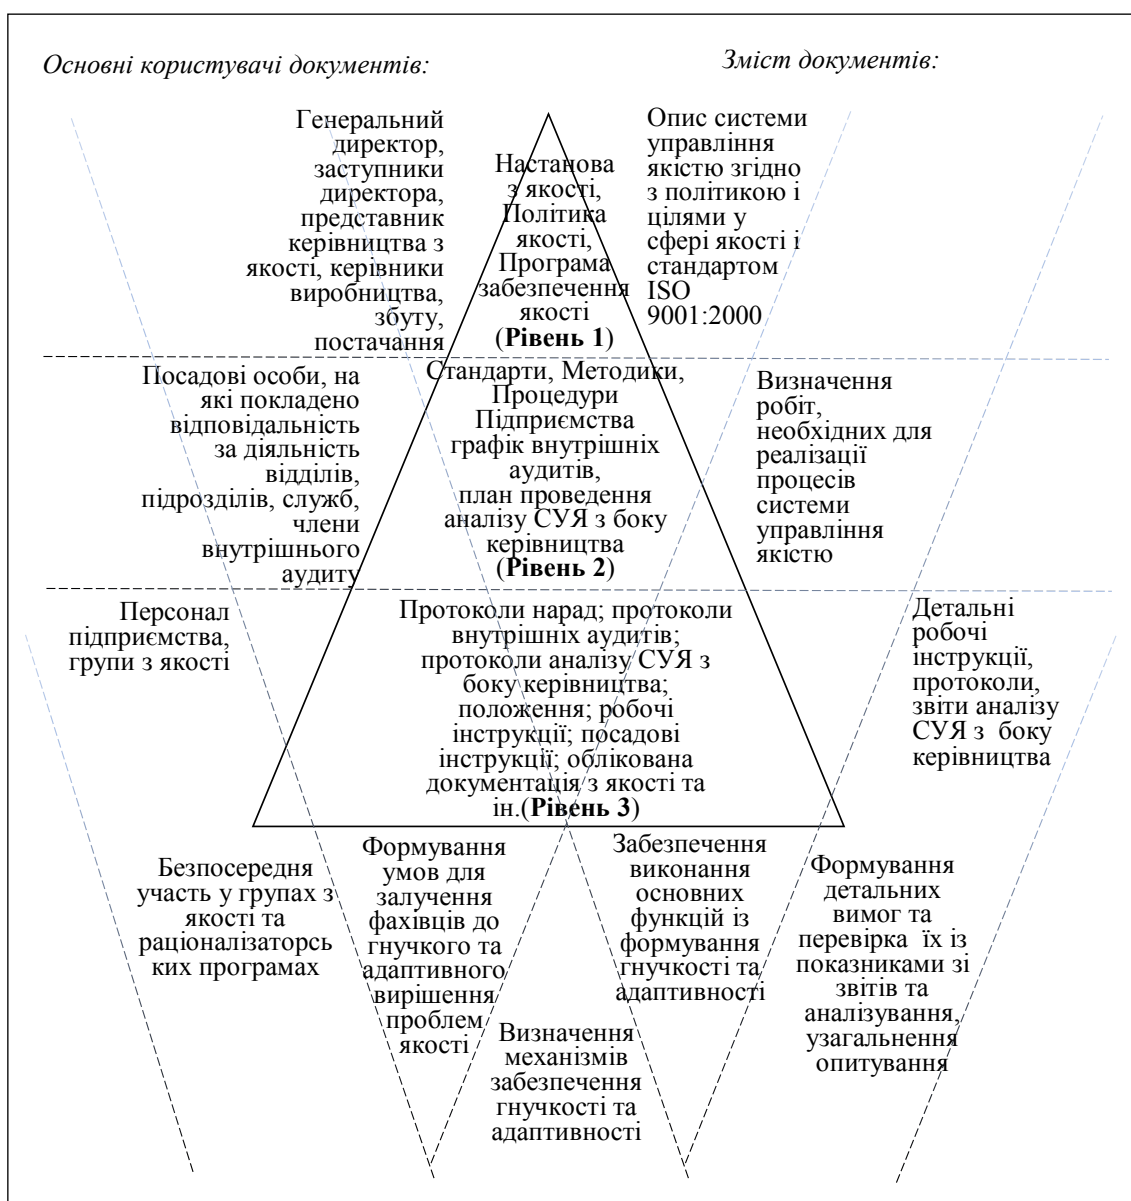 Основні користувачі документів:
Зміст документів:
Генеральний
директор,
заступники
директора,
представник
керівництва з
якості, керівники
виробництва,
збуту,
постачання
Настанова
з якості,
Політика
якості,
Програма
забезпечення
якості
(Рівень 1)
Опис системи
управління
якістю згідно
з політикою і
цілями у
сфері якості і
стандартом
ISO
9001:2000
Посадові особи, на
які покладено
відповідальність
за діяльність
відділів,
підрозділів, служб,
члени
внутрішнього
аудиту
Стандарти, Методики,
Процедури
Підприємства
графік внутрішніх
аудитів,
план проведення
аналізу СУЯ з боку
керівництва
(Рівень 2)
Визначення
робіт,
необхідних для
реалізації
процесів
системи
управління
якістю
Персонал
підприємства,
групи з якості
Протоколи нарад; протоколи
внутрішніх аудитів;
протоколи аналізу СУЯ з
боку керівництва;
положення; робочі
інструкції; посадові
інструкції; облікована
документація з якості та
ін.(Рівень 3)
Детальні
робочі
інструкції,
протоколи,
звіти аналізу
СУЯ з  боку
керівництва
Безпосередня
участь у групах з
якості та
раціоналізаторсь
ких програмах
Формування
умов для
залучення
фахівців до
гнучкого та
адаптивного
вирішення
проблем
якості
Визначення
механізмів
забезпечення
гнучкості та
адаптивності
Забезпечення
виконання
основних
функцій із
формування
гнучкості та
адаптивності
Формування
детальних
вимог та
перевірка  їх із
показниками зі
звітів та
аналізування,
узагальнення
опитування